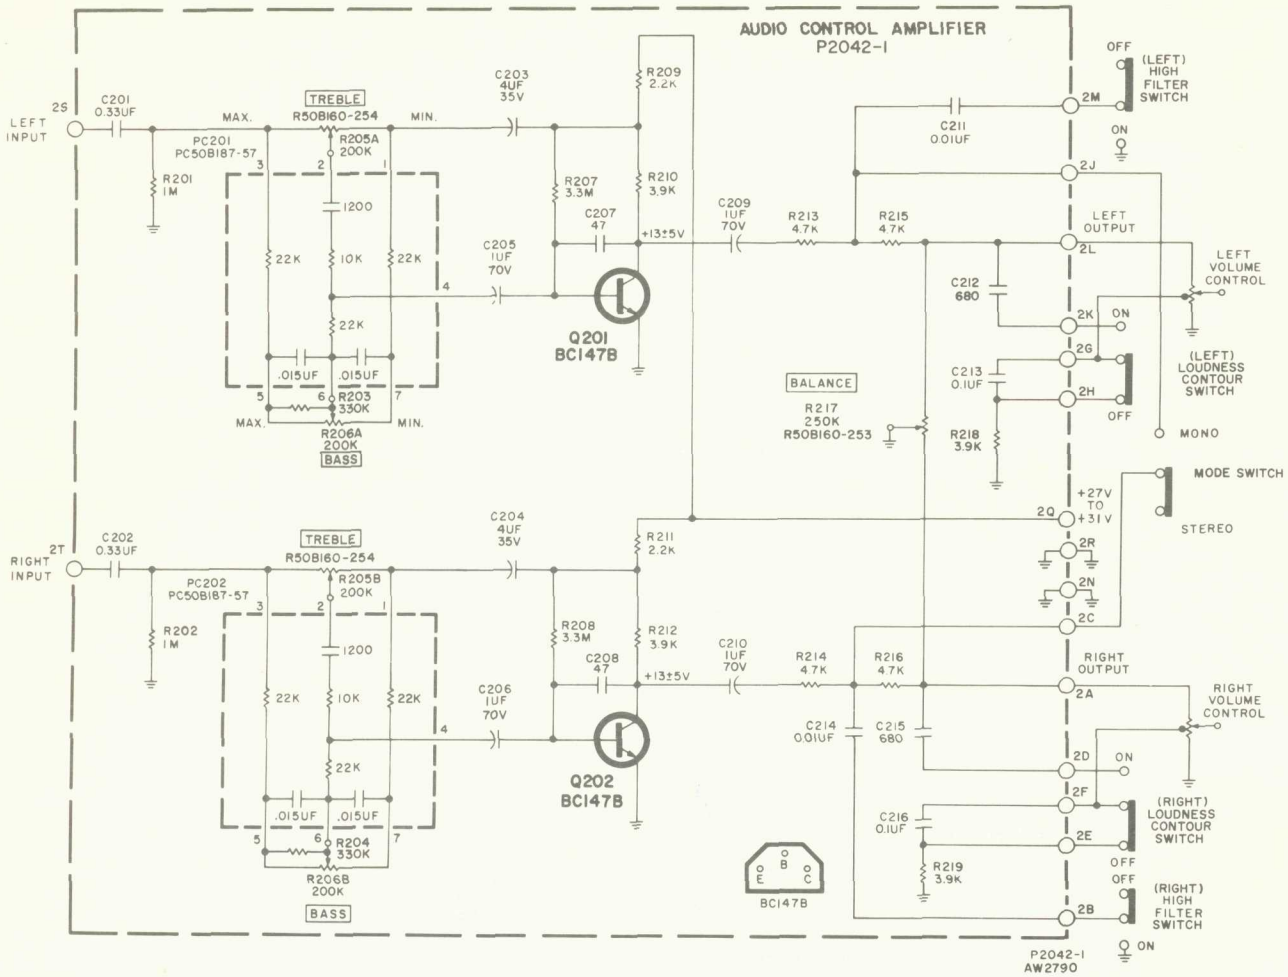 AUDIO CONTROL AMPLIFIER
P2042-1
2S
LEFT
INPUT
C201
0.33UF
R201
1M
PC201
PC50B187-57
MAX.
TREBLE
R50B160-254
R205A
200K
MIN.
3
2
1
1200
22K
10K
22K
4
22K
.015UF
.015UF
5
6
7
R203
330K
MAX.
MIN.
R206A
200K
BASS
C203
4UF
35V
C205
1UF
70V
R207
3.3M
C207
47
R209
2.2K
R210
3.9K
+13±5V
Q201
BC147B
C209
1UF
70V
R213
4.7K
R215
4.7K
C211
0.01UF
2M
OFF
(LEFT)
HIGH
FILTER
SWITCH
ON
2J
LEFT
OUTPUT
2L
LEFT
VOLUME
CONTROL
C212
680
2K
ON
2G
C213
0.1UF
2H
(LEFT)
LOUDNESS
CONTOUR
SWITCH
OFF
BALANCE
R217
250K
R50B160-253
R218
3.9K
MONO
MODE SWITCH
STEREO
2Q
+27V
TO
+31V
2R
2N
2C
2T
RIGHT
INPUT
C202
0.33UF
R202
1M
PC202
PC50B187-57
TREBLE
R50B160-254
R205B
200K
3
2
1
1200
22K
10K
22K
4
22K
.015UF
.015UF
5
6
7
R204
330K
R206B
200K
BASS
C204
4UF
35V
C206
1UF
70V
R208
3.3M
C208
47
R211
2.2K
R212
3.9K
+13±5V
Q202
BC147B
C210
1UF
70V
R214
4.7K
R216
4.7K
C214
0.01UF
C215
680
RIGHT
OUTPUT
2A
RIGHT
VOLUME
CONTROL
2D
ON
2F
C216
0.1UF
2E
(RIGHT)
LOUDNESS
CONTOUR
SWITCH
OFF
R219
3.9K
B
E
C
BC147B
2B
OFF
(RIGHT)
HIGH
FILTER
SWITCH
ON
P2042-1
AW2790